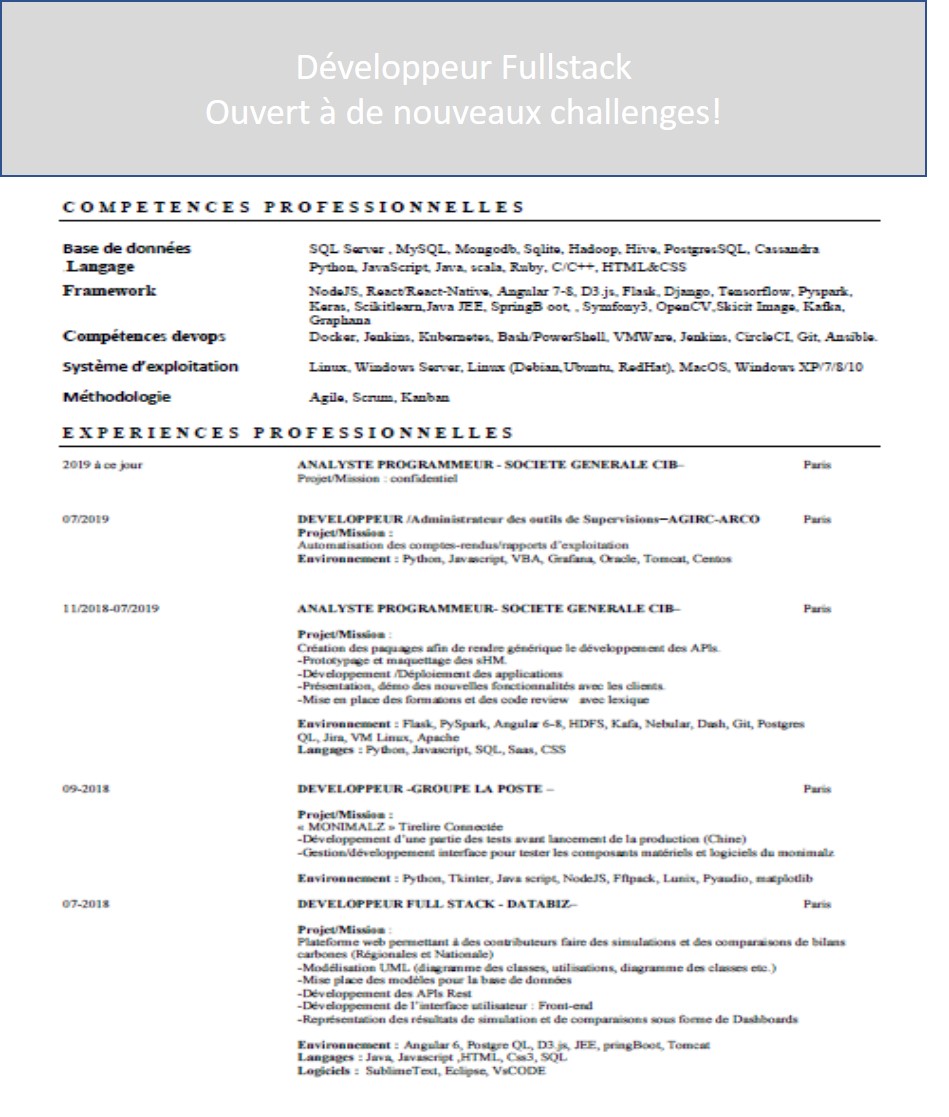 Développeur Fullstack
Ouvert à de nouveaux challenges!
COMPETENCES PROFESSIONNELLES
Base de données SQL Server , MySQL, Mongodb, Sqlite, Hadoop, Hive, PostgresSQL, Cassandra
Langage Python, JavaScript, Java, scala, Ruby, C/C++, HTML&CSS
Framework NodeJS, React/React-Native, Angular 7-8, D3.js, Flask, Django, Tensorflow, Pyspark,
Keras, Scikitlearn,Java JEE, SpringB oot, , Symfony3, OpenCV,Skicit Image, Kafka,
Graphana
Compétences devops Docker, Jenkins, Kubernetes, Bash/PowerShell, VMWare, Jenkins, CircleCI, Git, Ansible.
Système d’exploitation Linux, Windows Server, Linux (Debian,Ubuntu, RedHat), MacOS, Windows XP/7/8/10
Méthodologie Agile, Scrum, Kanban
EXPERIENCES PROFESSIONNELLES
2019 à ce jour ANALYSTE PROGRAMMEUR - SOCIETE GENERALE CIB– Paris
Projet/Mission : confidentiel
07/2019 DEVELOPPEUR /Administrateur des outils de Supervisions–AGIRC-ARCO Paris
Projet/Mission :
Automatisation des comptes-rendus/rapports d’exploitation
Environnement : Python, Javascript, VBA, Grafana, Oracle, Tomcat, Centos
11/2018-07/2019 ANALYSTE PROGRAMMEUR- SOCIETE GENERALE CIB– Paris
Projet/Mission :
Création des paquages afin de rendre générique le développement des APIs.
-Prototypage et maquettage des sHM.
-Développement /Déploiement des applications
-Présentation, démo des nouvelles fonctionnalités avec les clients.
-Mise en place des formatons et des code review avec lexique
Environnement : Flask, PySpark, Angular 6-8, HDFS, Kafa, Nebular, Dash, Git, Postgres
QL, Jira, VM Linux, Apache
Langages : Python, Javascript, SQL, Saas, CSS
09-2018 DEVELOPPEUR -GROUPE LA POSTE – Paris
Projet/Mission :
« MONIMALZ » Tirelire Connectée
-Développement d’une partie des tests avant lancement de la production (Chine)
-Gestion/développement interface pour tester les composants matériels et logiciels du monimalz
Environnement : Python, Tkinter, Java script, NodeJS, Fftpack, Lunix, Pyaudio, matplotlib
07-2018 DEVELOPPEUR FULL STACK - DATABIZ– Paris
Projet/Mission :
Plateforme web permettant à des contributeurs faire des simulations et des comparaisons de bilans
carbones (Régionales et Nationale)
-Modélisation UML (diagramme des classes, utilisations, diagramme des classes etc.)
-Mise place des modèles pour la base de données
-Développement des APIs Rest
-Développement de l’interface utilisateur : Front-end
-Représentation des résultats de simulation et de comparaisons sous forme de Dashboards
Environnement : Angular 6, Postgre QL, D3.js, JEE, pringBoot, Tomcat
Langages : Java, Javascript ,HTML, Css3, SQL
Logiciels : SublimeText, Eclipse, VsCODE